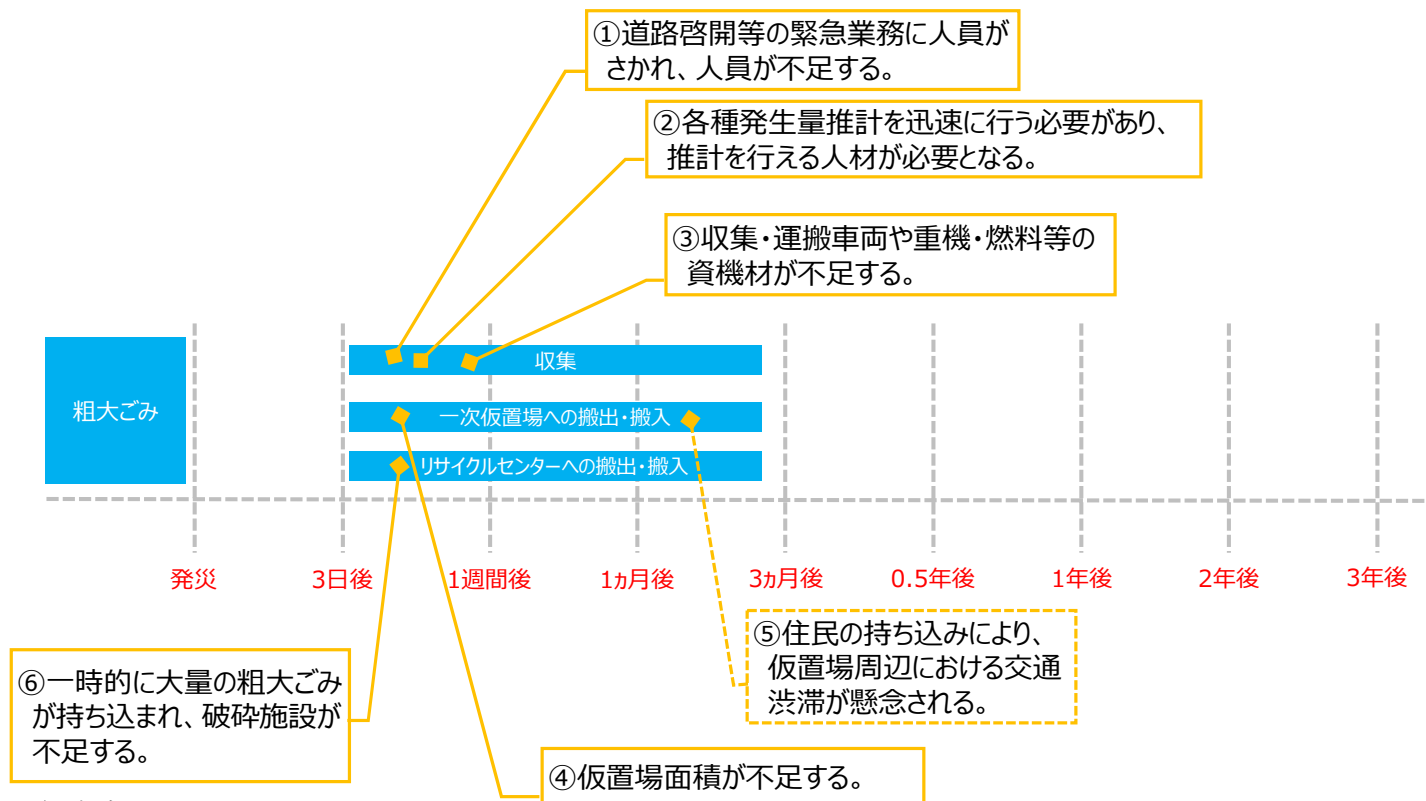 ①道路啓開等の緊急業務に人員が
さかれ、人員が不足する。
②各種発生量推計を迅速に行う必要があり、
推計を行える人材が必要となる。
③収集・運搬車両や重機・燃料等の
資機材が不足する。
粗大ごみ
収集
一次仮置場への搬出・搬入
リサイクルセンターへの搬出・搬入
発災
3日後
1週間後
1ヵ月後
3ヵ月後
0.5年後
1年後
2年後
3年後
⑤住民の持ち込みにより、
仮置場周辺における交通
渋滞が懸念される。
⑥一時的に大量の粗大ごみ
が持ち込まれ、破砕施設が
不足する。
④仮置場面積が不足する。